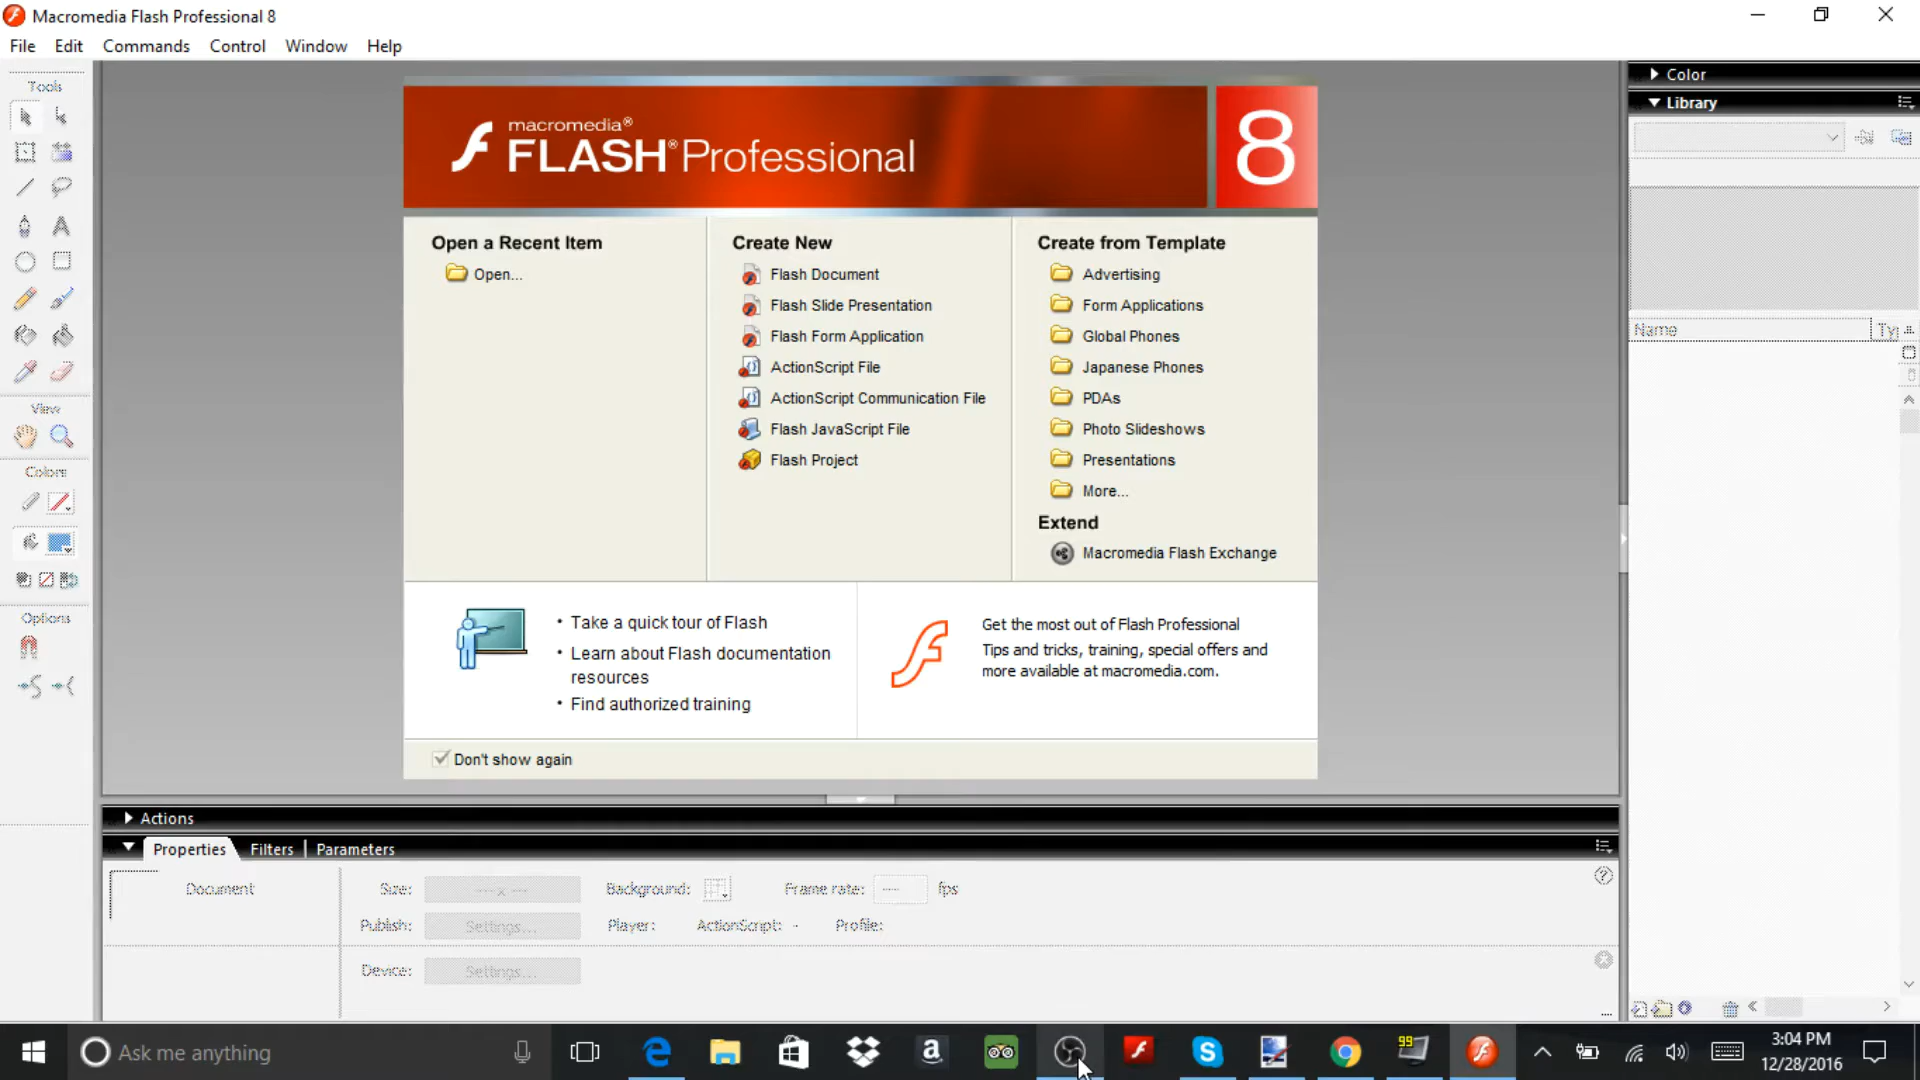 Macromedia Flash Professional 8
File Edit Commands Control Window Help
Tools
View
Colors
Options
macromedia®
FLASH® Professional 8
Open a Recent Item
Open...
Create New
Flash Document
Flash Slide Presentation
Flash Form Application
ActionScript File
ActionScript Communication File
Flash JavaScript File
Flash Project
Create from Template
Advertising
Form Applications
Global Phones
Japanese Phones
PDAs
Photo Slideshows
Presentations
More...
Extend
Macromedia Flash Exchange
• Take a quick tour of Flash
• Learn about Flash documentation
resources
• Find authorized training
Get the most out of Flash Professional
Tips and tricks, training, special offers and
more available at macromedia.com.
Don't show again
Color
Library
Name Ty
Actions
Properties Filters Parameters
Document Size: --- x --- Background: Frame rate: --- fps
Publish: Settings... Player: ActionScript: - Profile:
Device: Settings...
Ask me anything
99
3:04 PM
12/28/2016